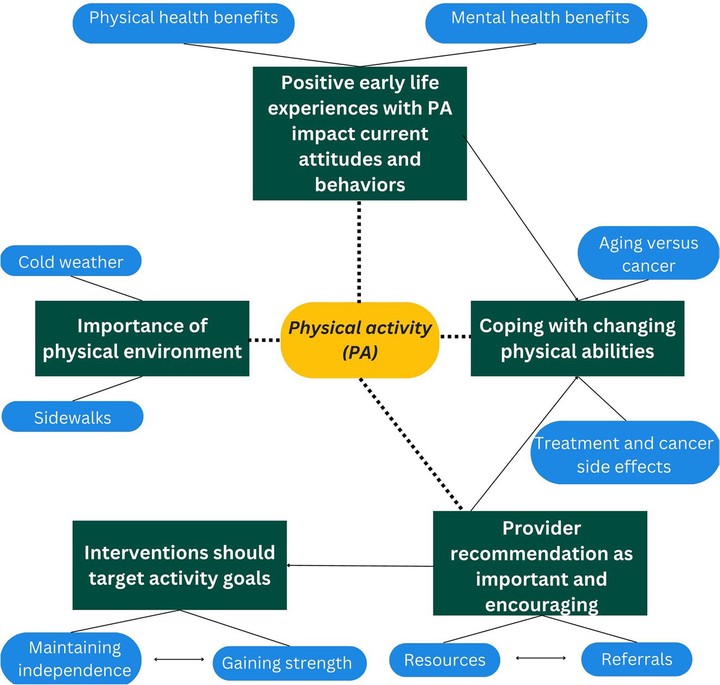 Physical health benefits
Mental health benefits
Positive early life
experiences with PA
impact current
attitudes and
behaviors
Aging versus
cancer
Cold weather
Importance of
physical environment
Physical activity
(PA)
Coping with changing
physical abilities
Sidewalks
Treatment and cancer
side effects
Interventions should
target activity goals
Provider
recommendation as
important and
encouraging
Maintaining
independence
Gaining strength
Resources
Referrals